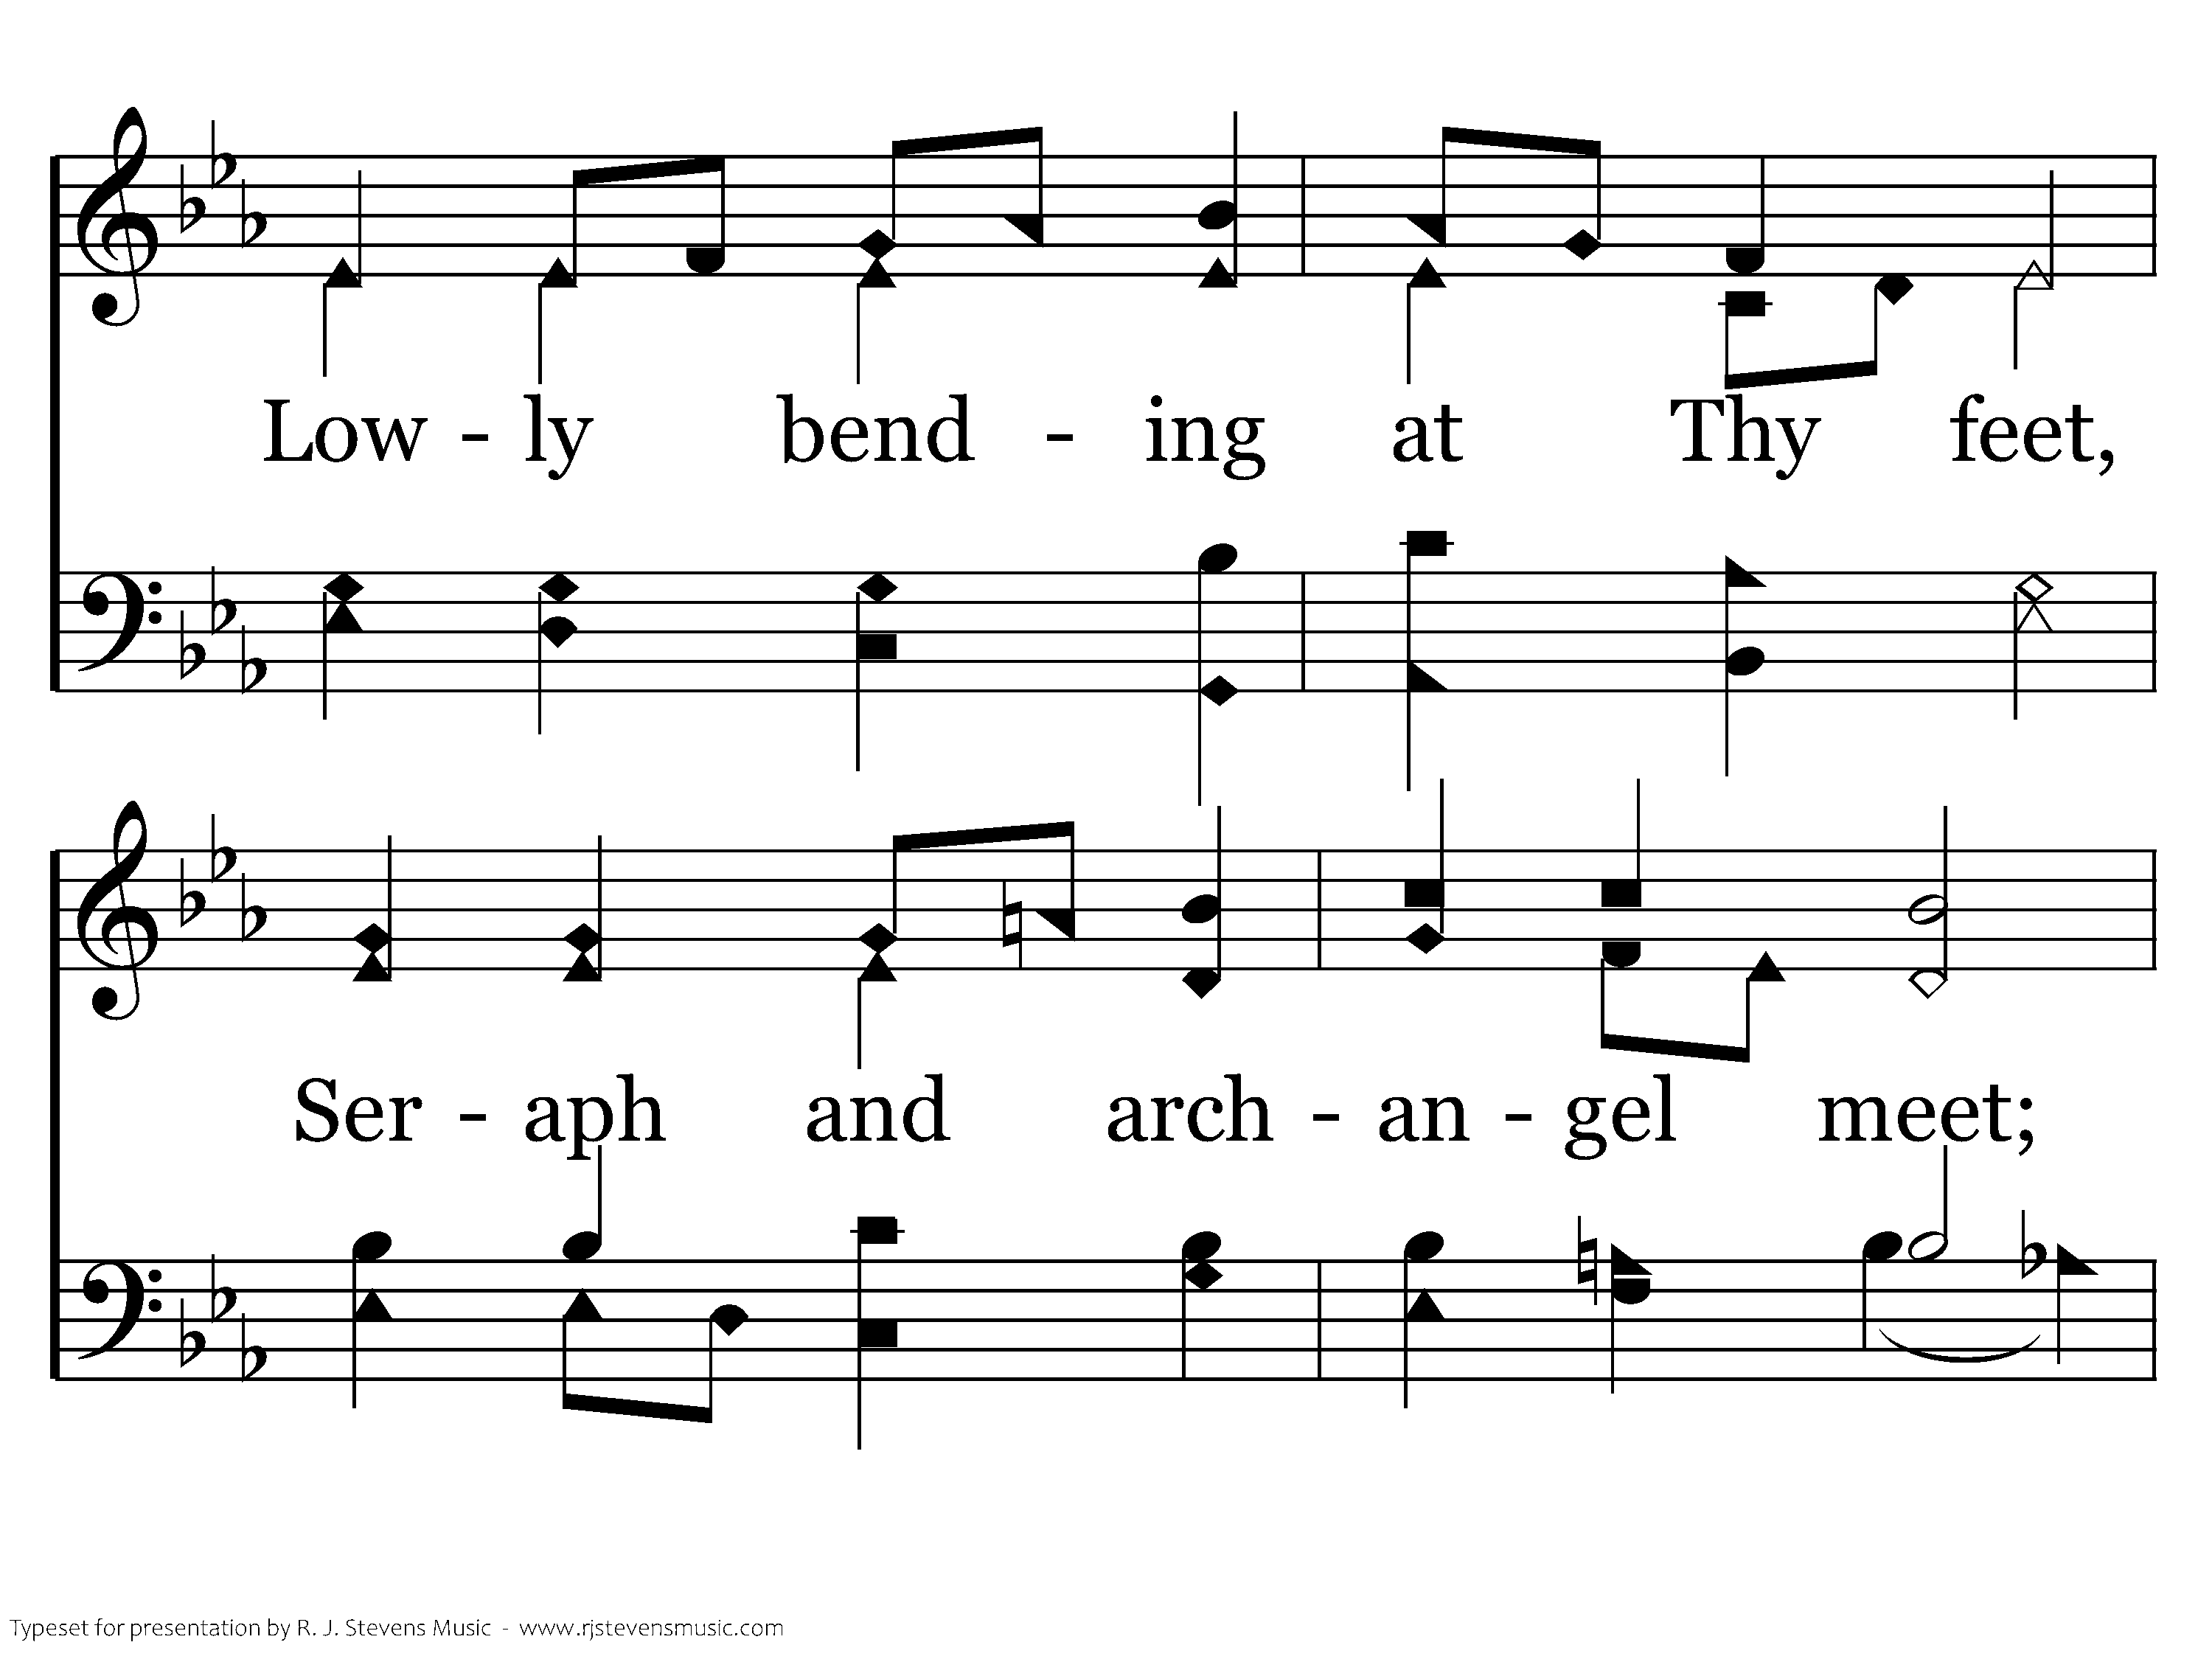 Low - ly bend - ing at Thy feet,
Ser - aph and arch - an - gel meet;
Typeset for presentation by R. J. Stevens Music - www.rjstevensmusic.com